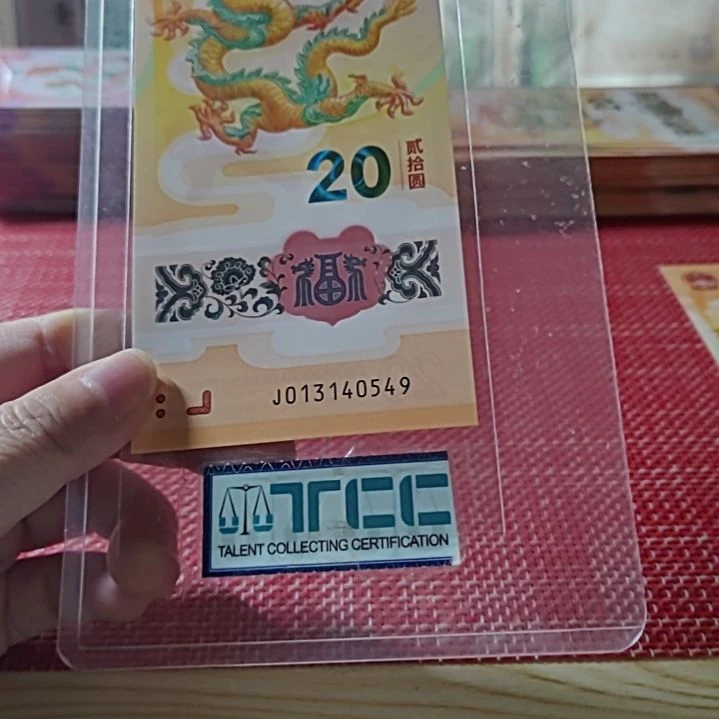 20
贰拾圆
福
J013140549
TCC
TALENT COLLECTING CERTIFICATION